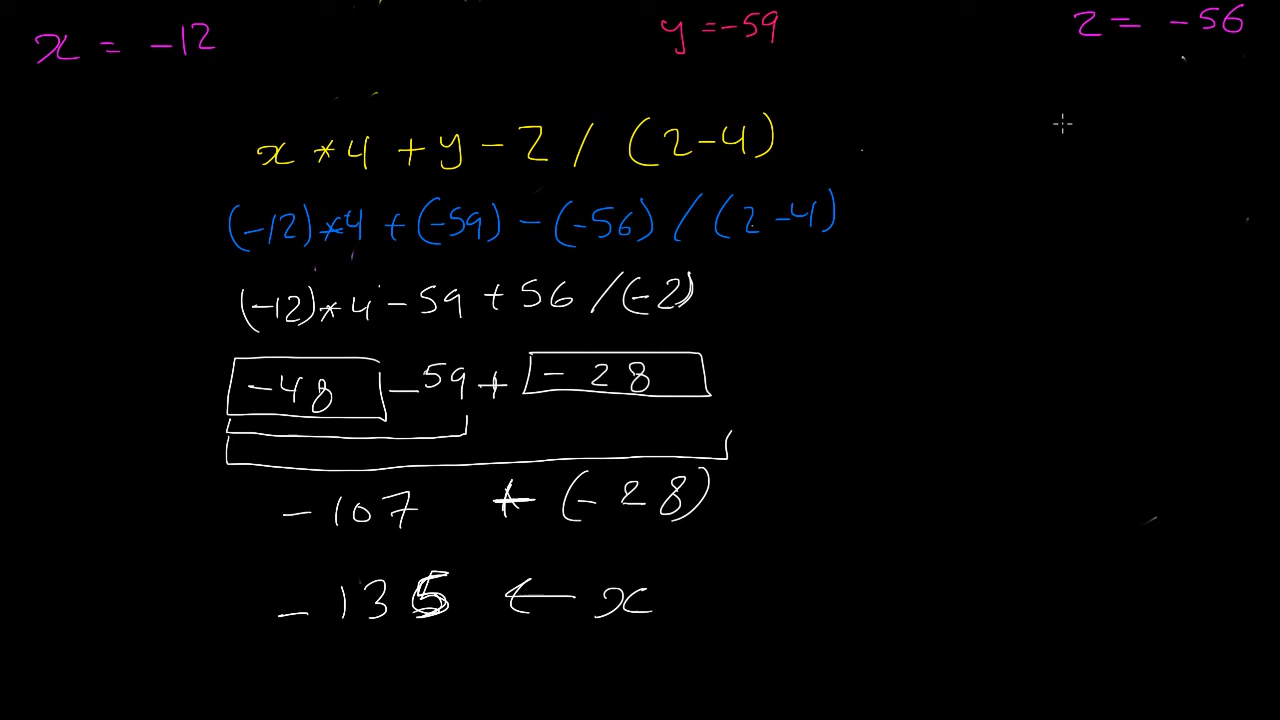 x = -12 y = -59 z = -56
x * 4 + y - z / (2-4)
(-12) * 4 + (-59) - (-56) / (2-4)
(-12) * 4 - 59 + 56 / (-2)
-48 - 59 + -28
-107 + (-28)
-135 ← x